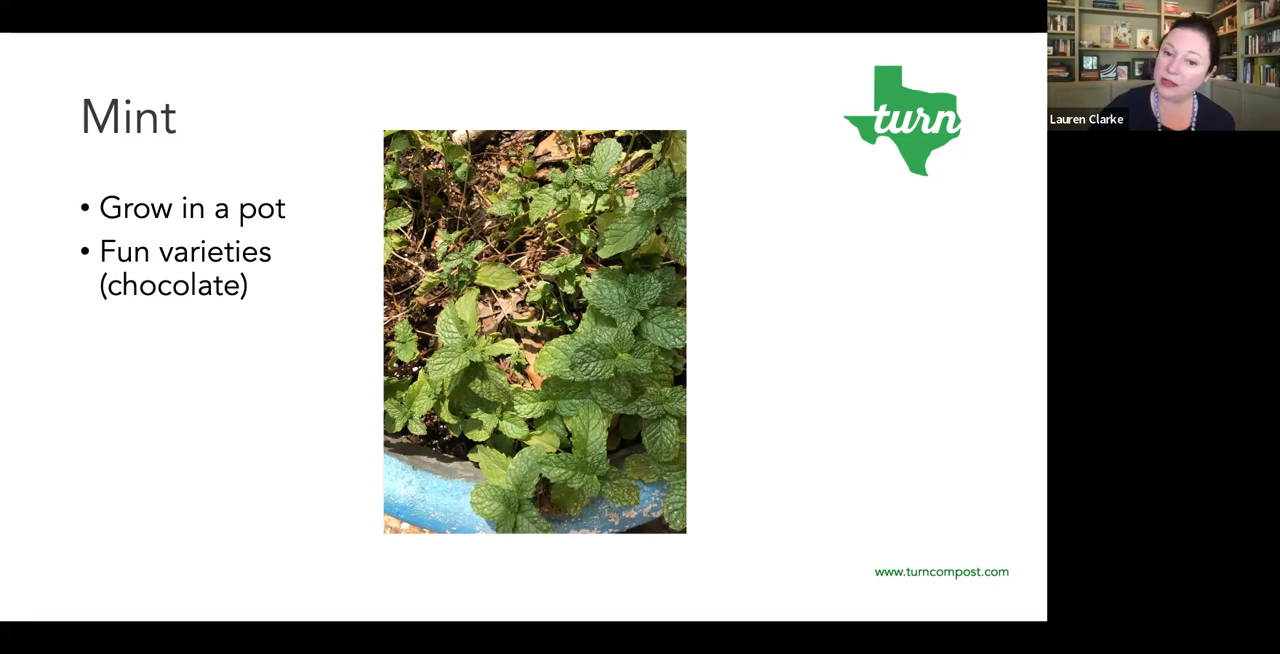 Mint
• Grow in a pot
• Fun varieties
(chocolate)
turn
www.turncompost.com
Lauren Clarke